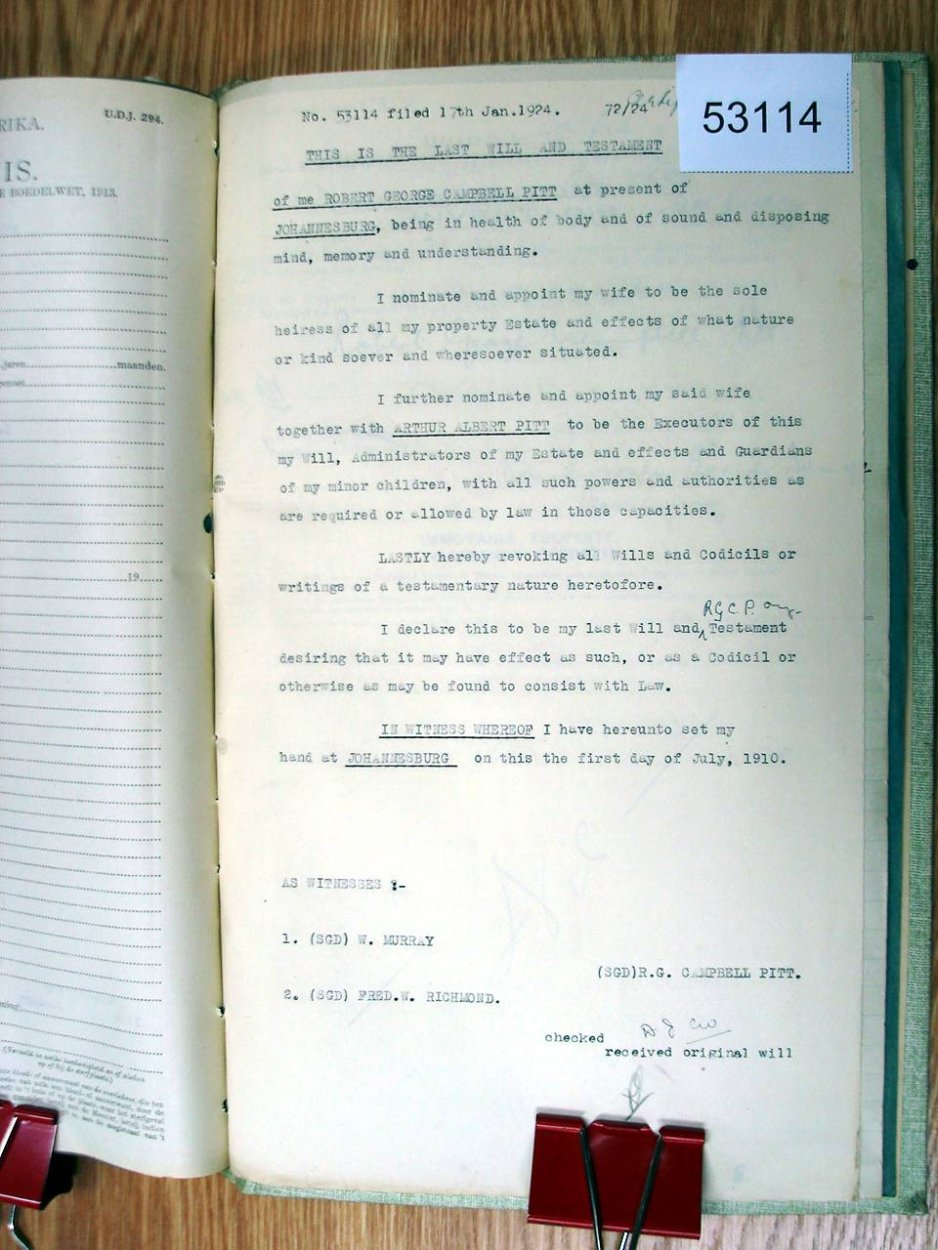 RIKA.
U.D.J. 294.
IS.
BOEDELWET, 1913.
jaren maanden.
19
No. 53114 filed 17th Jan.1924. 72/24
53114
THIS IS THE LAST WILL AND TESTAMENT
of me ROBERT GEORGE CAMPBELL PITT at present of
JOHANNESBURG, being in health of body and of sound and disposing
mind, memory and understanding.
I nominate and appoint my wife to be the sole
heiress of all my property Estate and effects of what nature
or kind soever and wheresoever situated.
I further nominate and appoint my said wife
together with ARTHUR ALBERT PITT to be the Executors of this
my Will, Administrators of my Estate and effects and Guardians
of my minor children, with all such powers and authorities as
are required or allowed by law in those capacities.
LASTLY hereby revoking all Wills and Codicils or
writings of a testamentary nature heretofore.
R G C P.
I declare this to be my last Will and Testament
desiring that it may have effect as such, or as a Codicil or
otherwise as may be found to consist with Law.
IN WITNESS WHEREOF I have hereunto set my
hand at JOHANNESBURG on this the first day of July, 1910.
AS WITNESSES :-
1. (SGD) W. MURRAY
(SGD)R.G. CAMPBELL PITT.
2. (SGD) FRED.W. RICHMOND.
checked
received original will